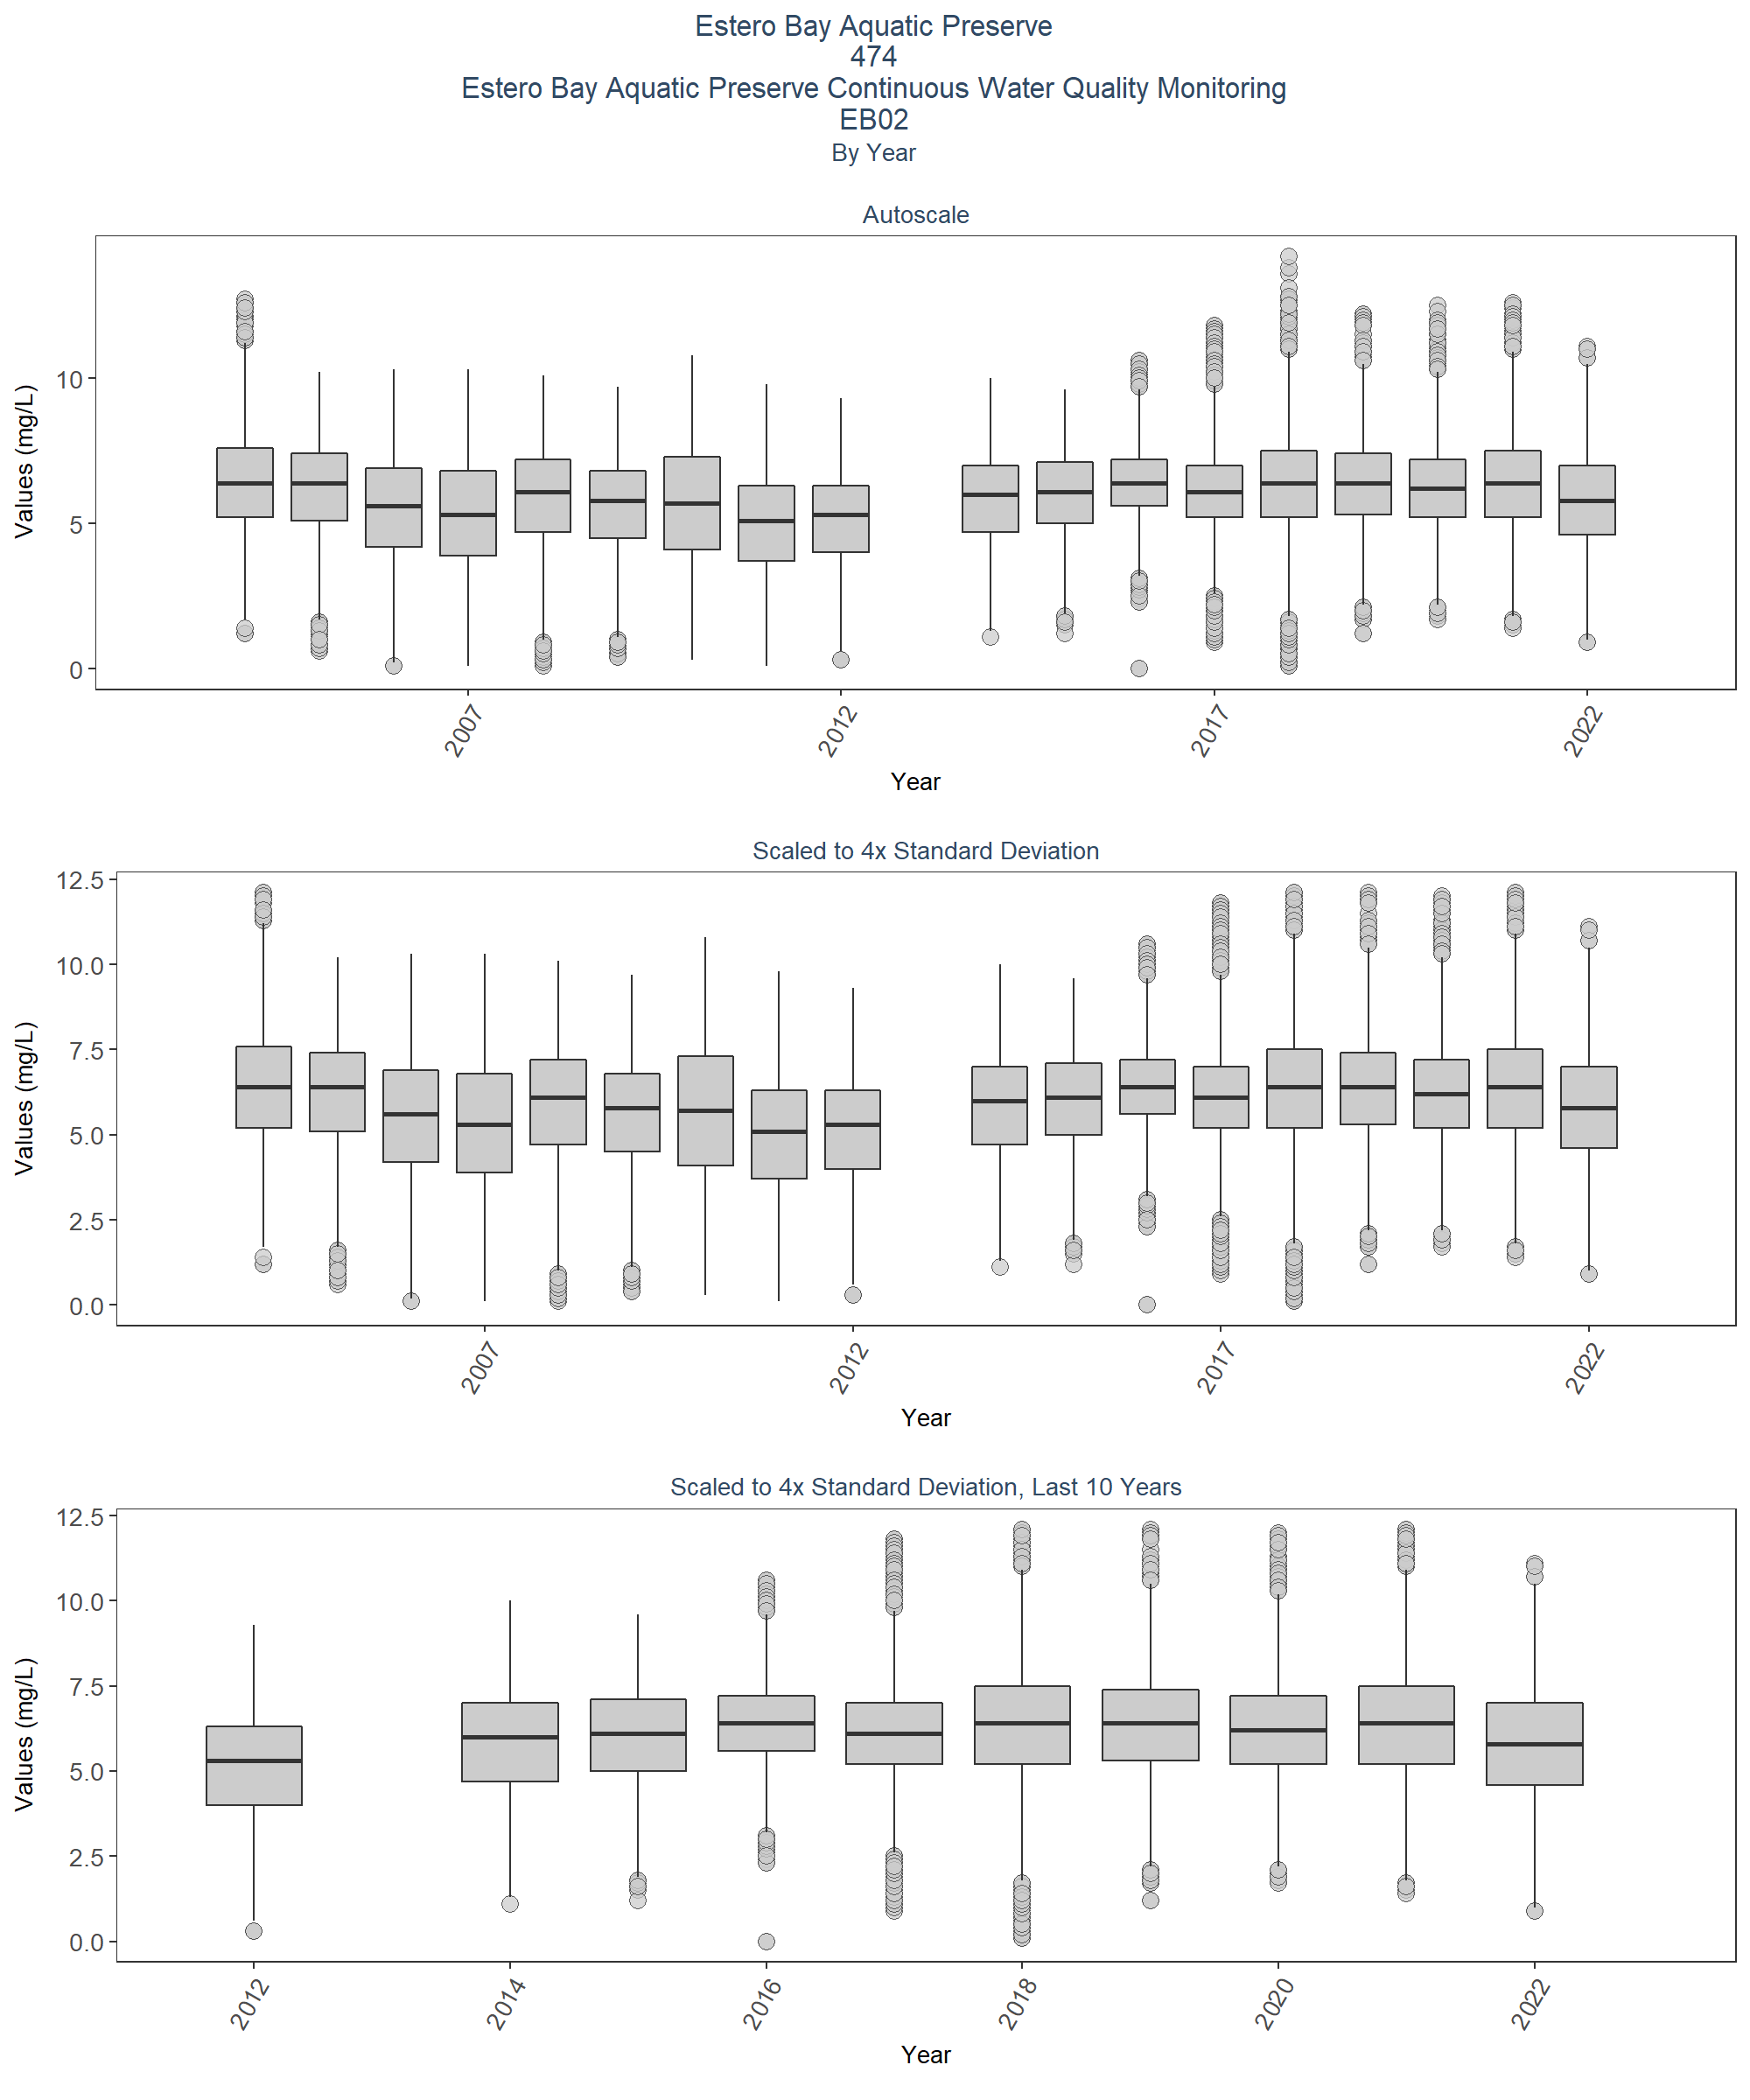 Estero Bay Aquatic Preserve
474
Estero Bay Aquatic Preserve Continuous Water Quality Monitoring
EB02
By Year
Autoscale
Values (mg/L)
10
5
0
2007
2012
2017
2022
Year
Scaled to 4x Standard Deviation
Values (mg/L)
12.5
10.0
7.5
5.0
2.5
0.0
2007
2012
2017
2022
Year
Scaled to 4x Standard Deviation, Last 10 Years
Values (mg/L)
12.5
10.0
7.5
5.0
2.5
0.0
2012
2014
2016
2018
2020
2022
Year